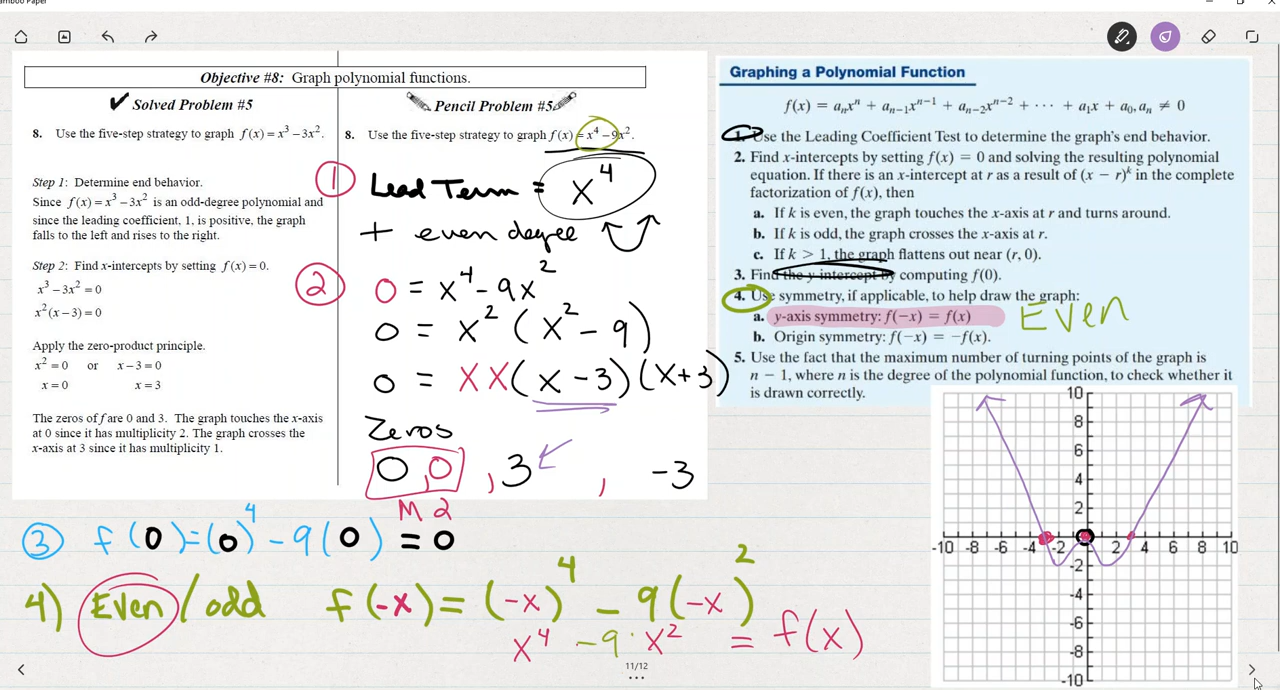 Bamboo Paper
Objective #8: Graph polynomial functions.
✔ Solved Problem #5
8. Use the five-step strategy to graph f(x) = x³ − 3x².
Step 1: Determine end behavior.
Since f(x) = x³ − 3x² is an odd-degree polynomial and
since the leading coefficient, 1, is positive, the graph
falls to the left and rises to the right.
Step 2: Find x-intercepts by setting f(x) = 0.
x³ − 3x² = 0
x²(x − 3) = 0
Apply the zero-product principle.
x² = 0 or x − 3 = 0
x = 0 x = 3
The zeros of f are 0 and 3. The graph touches the x-axis
at 0 since it has multiplicity 2. The graph crosses the
x-axis at 3 since it has multiplicity 1.
Pencil Problem #5
8. Use the five-step strategy to graph f(x) = x⁴ − 9x².
① Lead Term = x⁴
+ even degree
② 0 = x⁴ - 9x²
0 = x² (x² - 9)
0 = x x (x - 3)(x + 3)
Zeros
0, 0, 3, -3
M 2
③ f(0) = (0)⁴ - 9(0) = 0
4) Even / odd f(-x) = (-x)⁴ - 9(-x)²
x⁴ - 9 · x² = f(x)
Graphing a Polynomial Function
f(x) = aₙxⁿ + aₙ₋₁xⁿ⁻¹ + aₙ₋₂xⁿ⁻² + ⋯ + a₁x + a₀, aₙ ≠ 0
1. Use the Leading Coefficient Test to determine the graph's end behavior.
2. Find x-intercepts by setting f(x) = 0 and solving the resulting polynomial
equation. If there is an x-intercept at r as a result of (x − r)ᵏ in the complete
factorization of f(x), then
a. If k is even, the graph touches the x-axis at r and turns around.
b. If k is odd, the graph crosses the x-axis at r.
c. If k > 1, the graph flattens out near (r, 0).
3. Find the y-intercept by computing f(0).
4. Use symmetry, if applicable, to help draw the graph:
a. y-axis symmetry: f(−x) = f(x) Even
b. Origin symmetry: f(−x) = −f(x).
5. Use the fact that the maximum number of turning points of the graph is
n − 1, where n is the degree of the polynomial function, to check whether it
is drawn correctly.
10
8
6
4
2
-10 -8 -6 -4 -2 2 4 6 8 10
-2
-4
-6
-8
-10
11/12